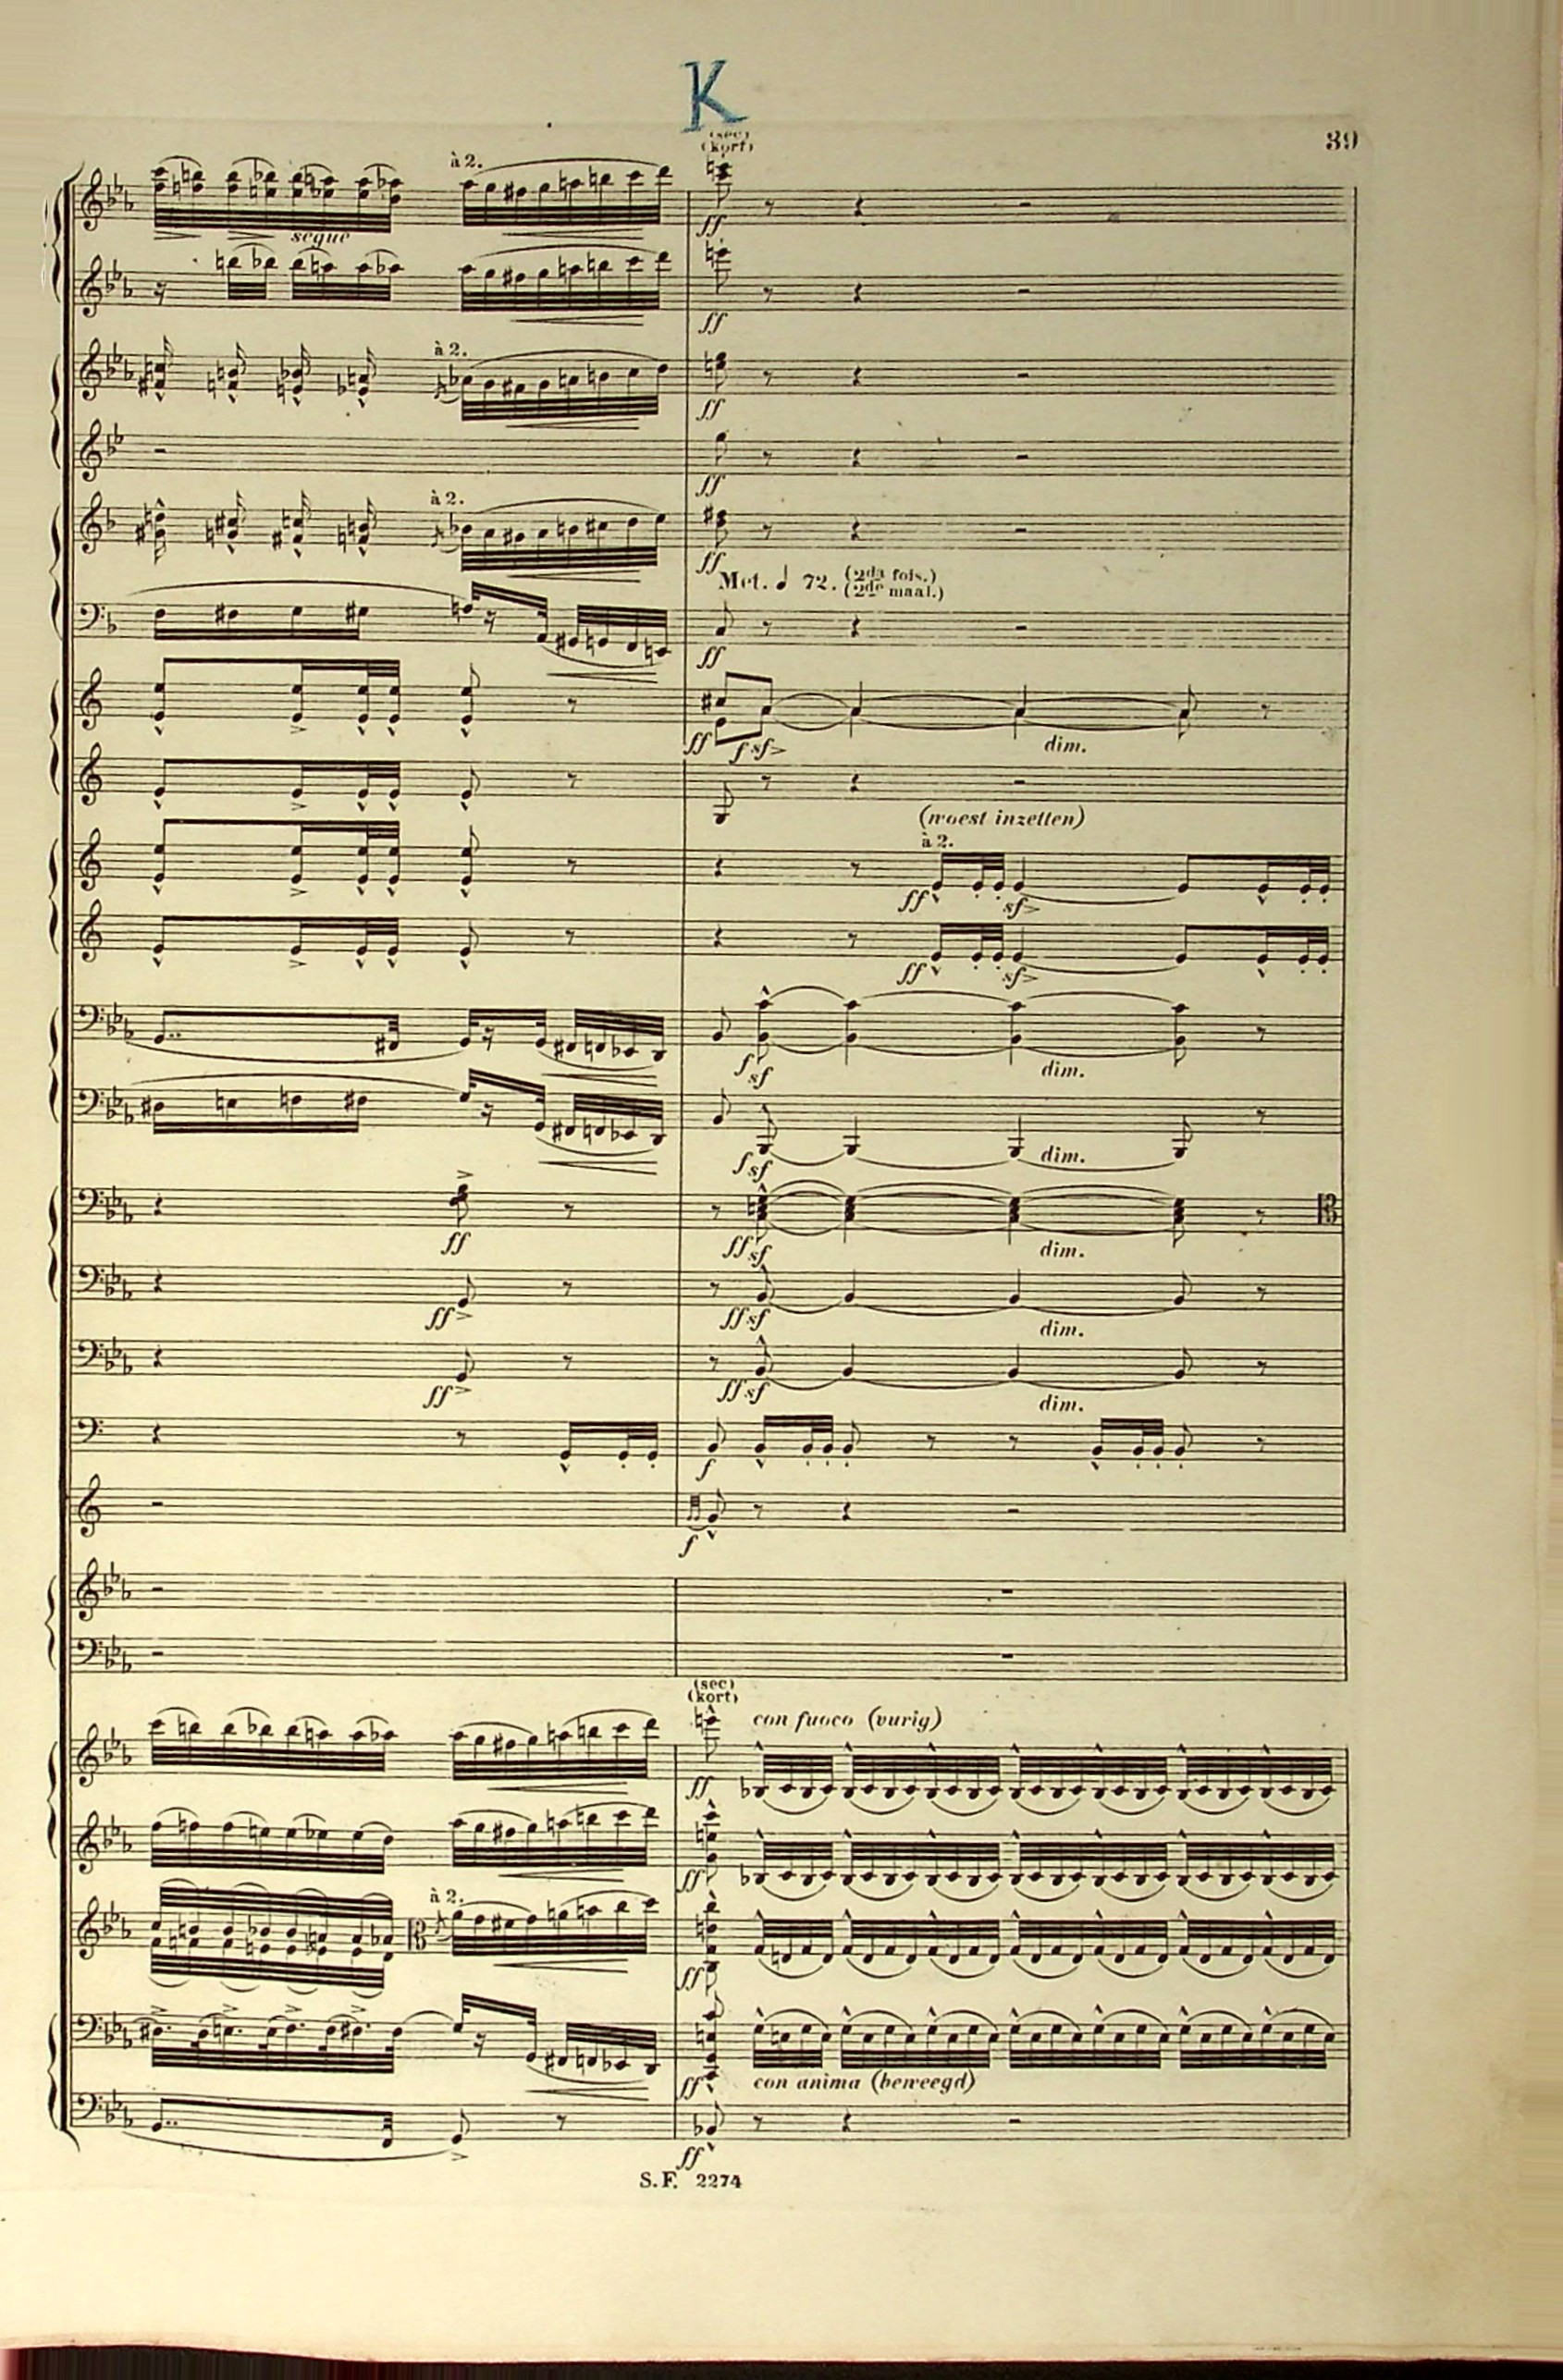 K
(sec)
(kort)
39
à 2.
ff
segue
ff
à 2.
ff
ff
à 2.
ff
Met. 72. (2da fois.)
(2de maal.)
ff
ff f sf
dim.
(woest inzetten)
à 2.
ff sf
ff sf
f sf dim.
f sf dim.
ff ff sf dim.
ff ff sf dim.
ff ff sf dim.
f
f
(sec)
(kort)
con fuoco (vurig)
ff
ff
à 2.
ff
ff con anima (beweegd)
ff
S.F. 2274